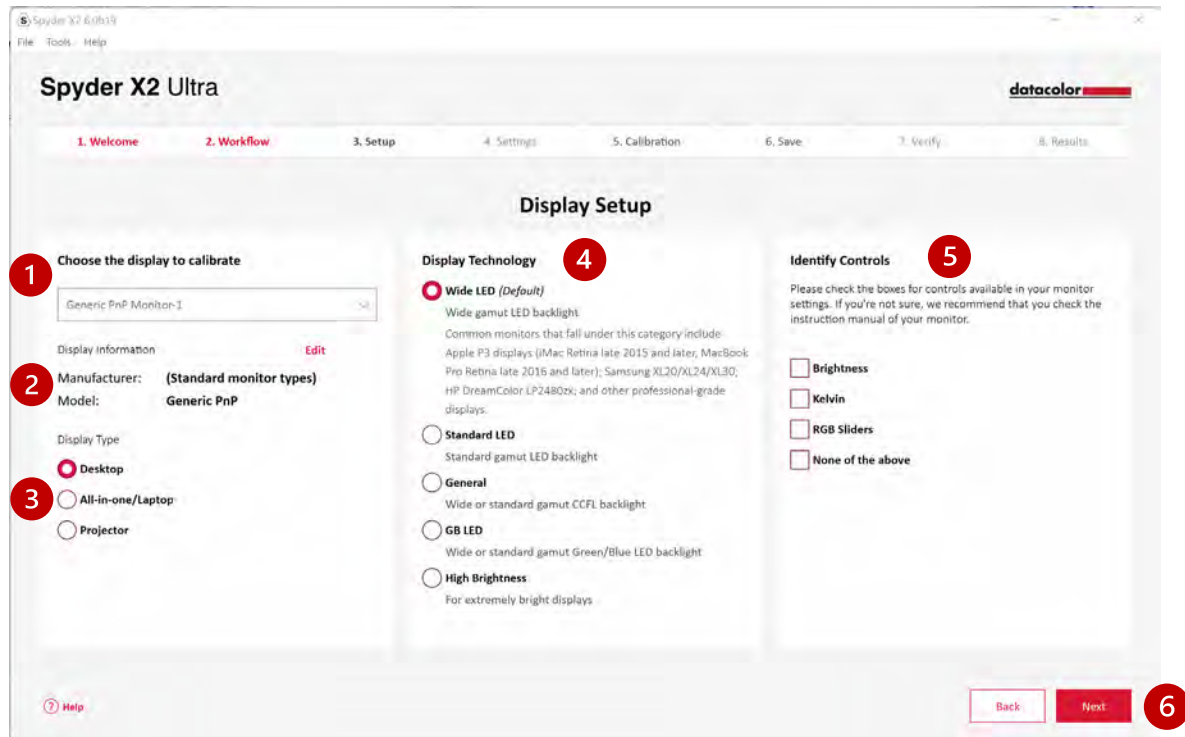 Spyder X2 6.0b19
File Tools Help
Spyder X2 Ultra
datacolor
1. Welcome 2. Workflow 3. Setup 4. Settings 5. Calibration 6. Save 7. Verify 8. Results
Display Setup
1
Choose the display to calibrate
Generic PnP Monitor-1
Display Information Edit
2
Manufacturer: (Standard monitor types)
Model: Generic PnP
Display Type
Desktop
3
All-in-one/Laptop
Projector
Display Technology
4
Wide LED (Default)
Wide gamut LED backlight
Common monitors that fall under this category include
Apple P3 displays (iMac Retina late 2015 and later, MacBook
Pro Retina late 2016 and later); Samsung XL20/XL24/XL30;
HP DreamColor LP2480zx; and other professional-grade
displays.
Standard LED
Standard gamut LED backlight
General
Wide or standard gamut CCFL backlight
GB LED
Wide or standard gamut Green/Blue LED backlight
High Brightness
For extremely bright displays
Identify Controls
5
Please check the boxes for controls available in your monitor
settings. If you're not sure, we recommend that you check the
instruction manual of your monitor.
Brightness
Kelvin
RGB Sliders
None of the above
? Help
Back
Next
6